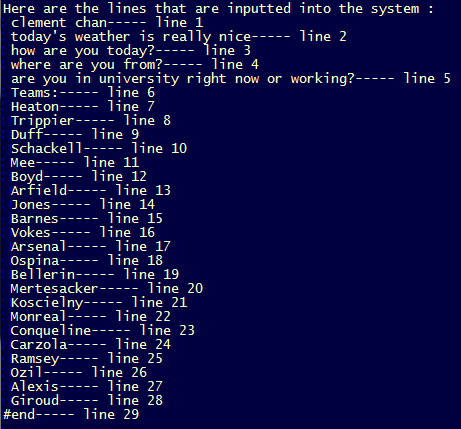 Here are the lines that are inputted into the system :
clement chan----- line 1
today's weather is really nice----- line 2
how are you today?----- line 3
where are you from?----- line 4
are you in university right now or working?----- line 5
Teams:----- line 6
Heaton----- line 7
Trippier----- line 8
Duff----- line 9
Schackell----- line 10
Mee----- line 11
Boyd----- line 12
Arfield----- line 13
Jones----- line 14
Barnes----- line 15
Vokes----- line 16
Arsenal----- line 17
Ospina----- line 18
Bellerin----- line 19
Mertesacker----- line 20
Koscielny----- line 21
Monreal----- line 22
Conqueline----- line 23
Carzola----- line 24
Ramsey----- line 25
Ozil----- line 26
Alexis----- line 27
Giroud----- line 28
#end----- line 29